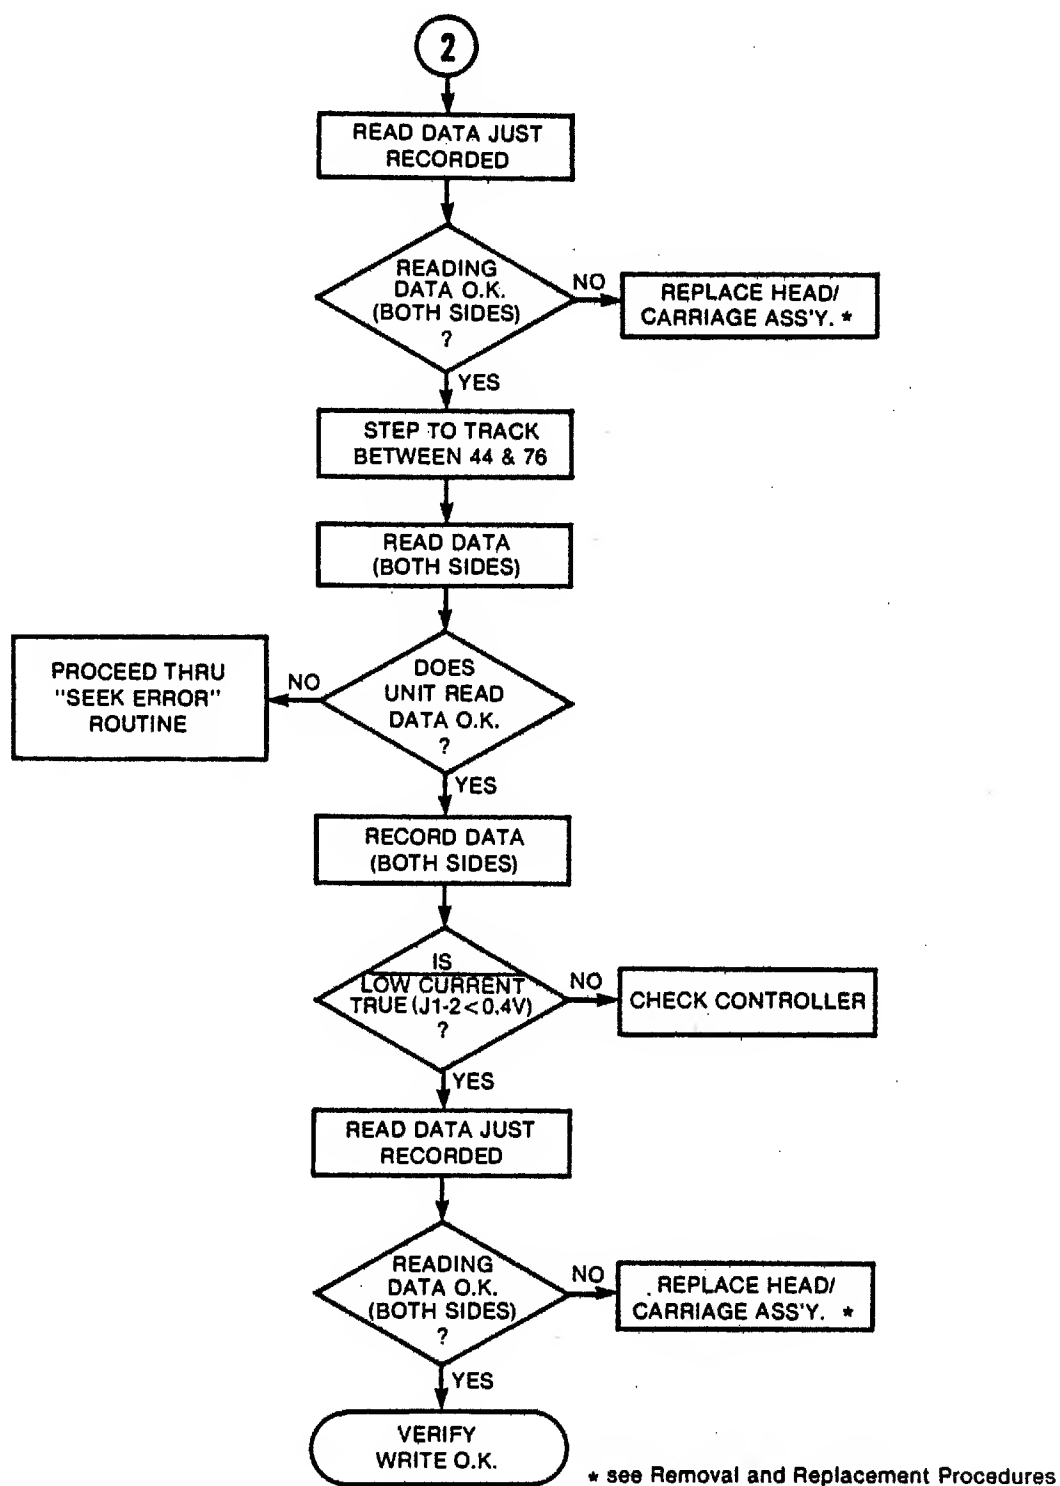 2
READ DATA JUST
RECORDED
READING
DATA O.K.
(BOTH SIDES)
?
NO
REPLACE HEAD/
CARRIAGE ASS'Y. *
YES
STEP TO TRACK
BETWEEN 44 & 76
READ DATA
(BOTH SIDES)
DOES
UNIT READ
DATA O.K.
?
NO
PROCEED THRU
"SEEK ERROR"
ROUTINE
YES
RECORD DATA
(BOTH SIDES)
IS
LOW CURRENT
TRUE (J1-2<0.4V)
?
NO
CHECK CONTROLLER
YES
READ DATA JUST
RECORDED
READING
DATA O.K.
(BOTH SIDES)
?
NO
REPLACE HEAD/
CARRIAGE ASS'Y. *
YES
VERIFY
WRITE O.K.
* see Removal and Replacement Procedures